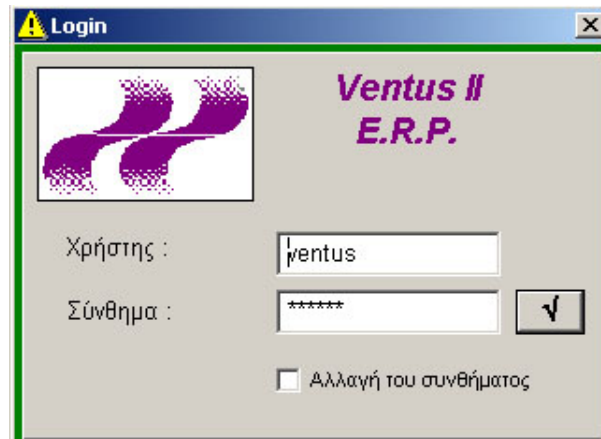 Login
Ventus II
E.R.P.
Χρήστης :
ventus
Σύνθημα :
******
√
Αλλαγή του συνθήματος